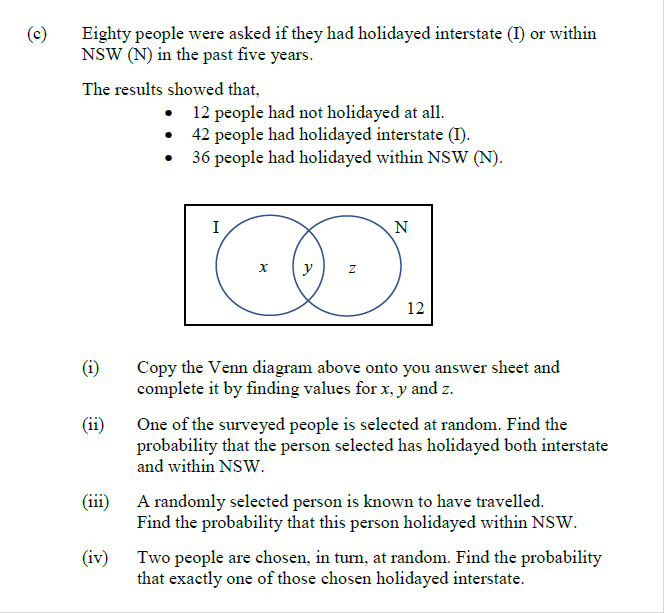 (c) Eighty people were asked if they had holidayed interstate (I) or within
NSW (N) in the past five years.
The results showed that,
• 12 people had not holidayed at all.
• 42 people had holidayed interstate (I).
• 36 people had holidayed within NSW (N).
I N
x y z
12
(i) Copy the Venn diagram above onto you answer sheet and
complete it by finding values for x, y and z.
(ii) One of the surveyed people is selected at random. Find the
probability that the person selected has holidayed both interstate
and within NSW.
(iii) A randomly selected person is known to have travelled.
Find the probability that this person holidayed within NSW.
(iv) Two people are chosen, in turn, at random. Find the probability
that exactly one of those chosen holidayed interstate.